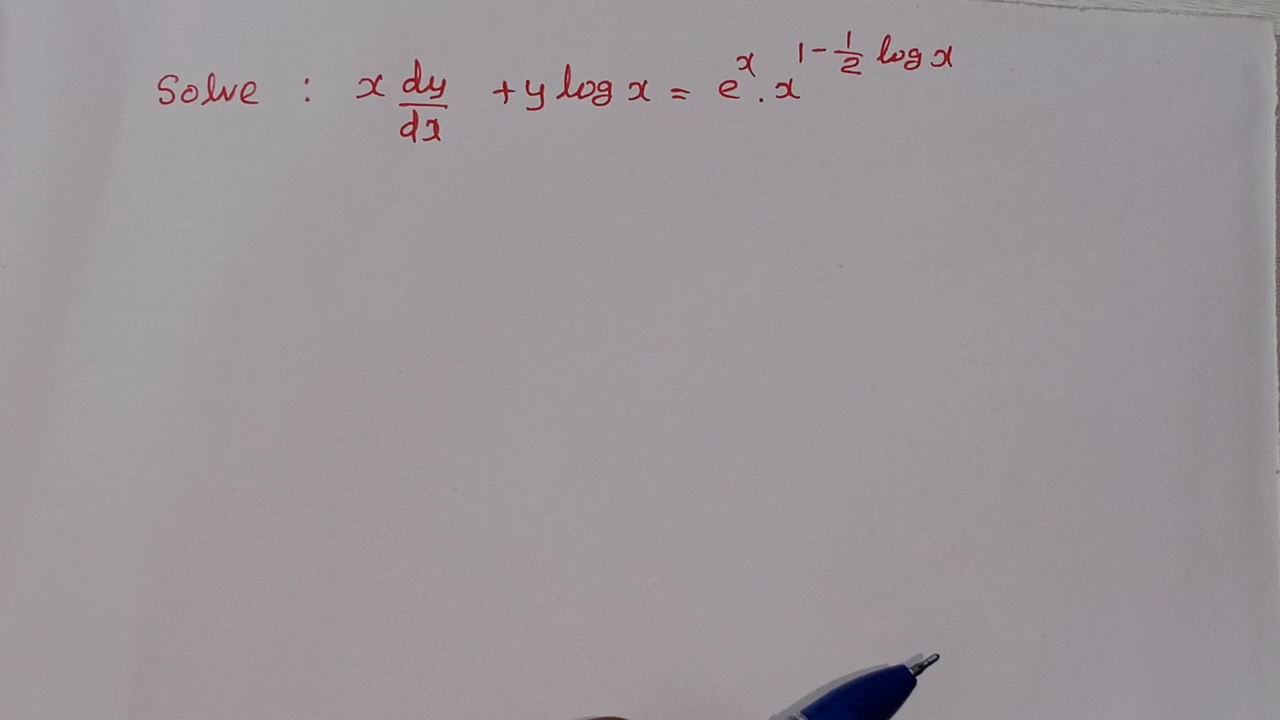 Solve : x dy/dx + y log x = e^x . x^(1 - 1/2 log x)